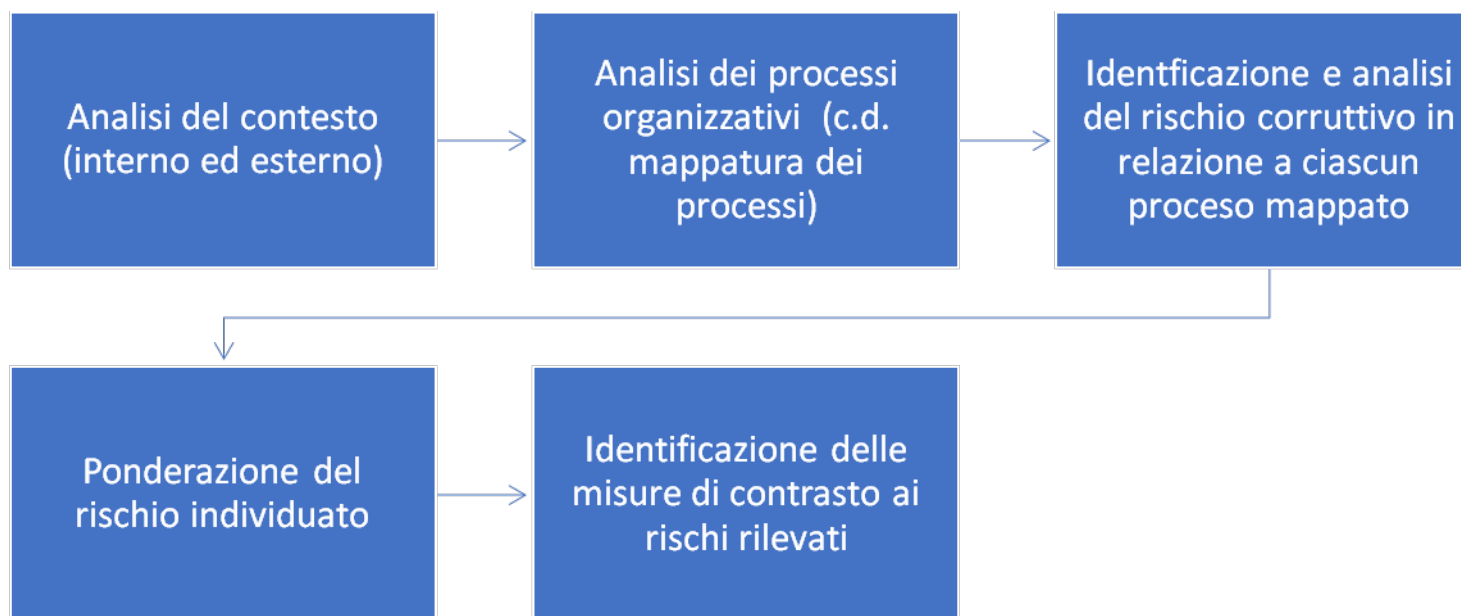 Analisi del contesto
(interno ed esterno)
Analisi dei processi
organizzativi (c.d.
mappatura dei
processi)
Identficazione e analisi
del rischio corruttivo in
relazione a ciascun
proceso mappato
Ponderazione del
rischio individuato
Identificazione delle
misure di contrasto ai
rischi rilevati